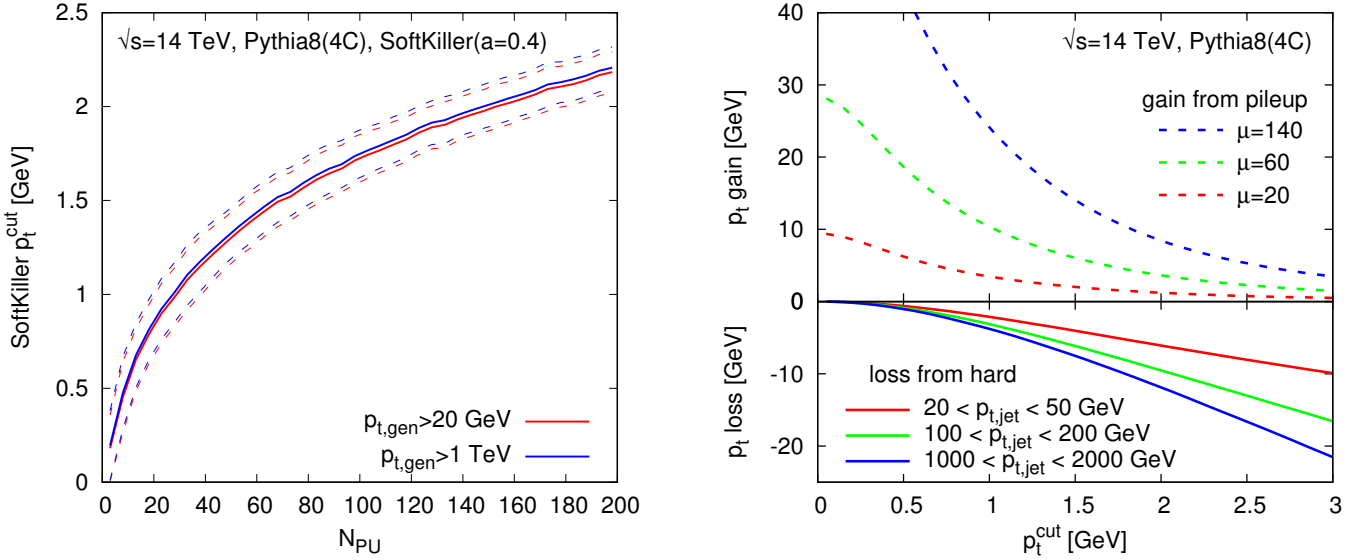 √s=14 TeV, Pythia8(4C), SoftKiller(a=0.4)
SoftKiller p_t^cut [GeV]
2.5
2
1.5
1
0.5
0
p_t,gen>20 GeV
p_t,gen>1 TeV
0 20 40 60 80 100 120 140 160 180 200
N_PU
√s=14 TeV, Pythia8(4C)
p_t gain [GeV]
40
30
20
10
0
gain from pileup
μ=140
μ=60
μ=20
p_t loss [GeV]
-10
-20
loss from hard
20 < p_t,jet < 50 GeV
100 < p_t,jet < 200 GeV
1000 < p_t,jet < 2000 GeV
0 0.5 1 1.5 2 2.5 3
p_t^cut [GeV]